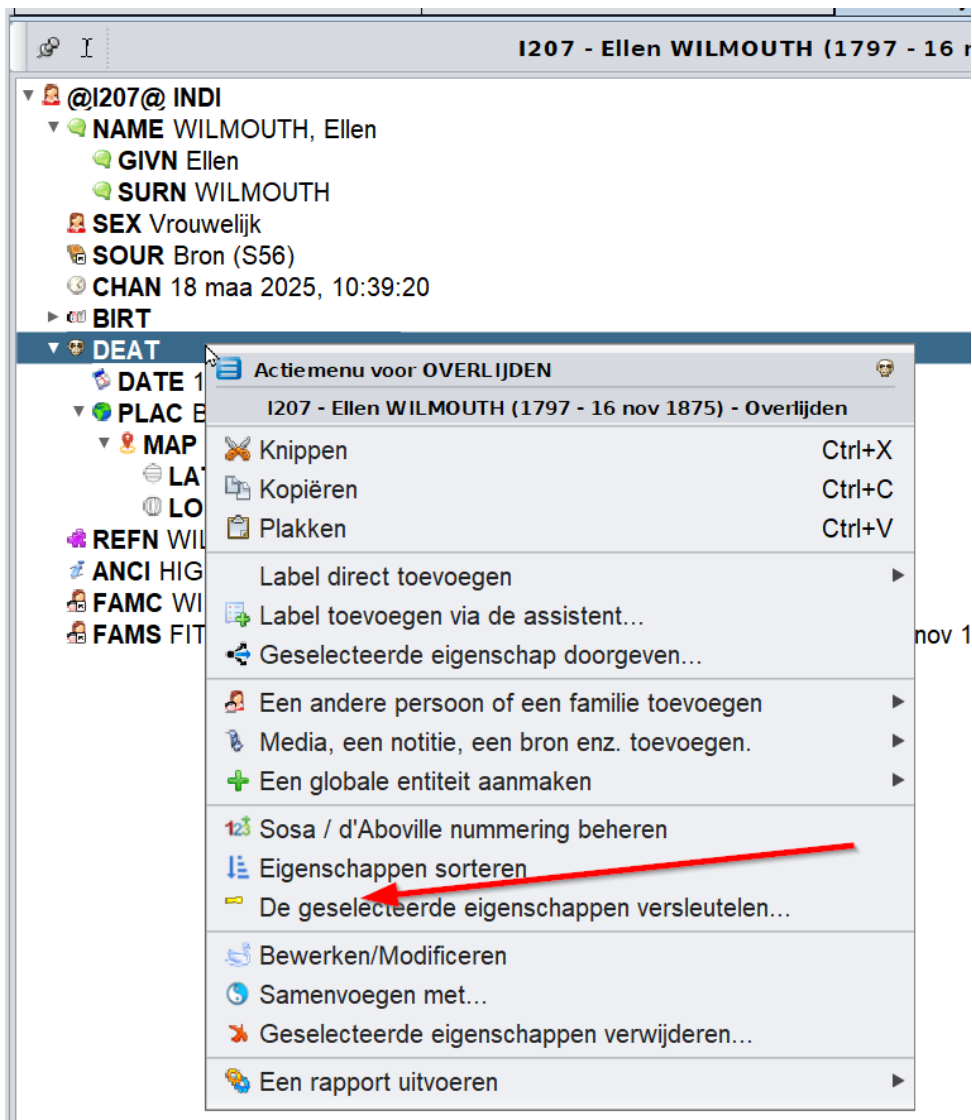 I207 - Ellen WILMOUTH (1797 - 16
@I207@ INDI
NAME WILMOUTH, Ellen
GIVN Ellen
SURN WILMOUTH
SEX Vrouwelijk
SOUR Bron (S56)
CHAN 18 maa 2025, 10:39:20
BIRT
DEAT
DATE 1
PLAC B
MAP
LA
LO
REFN WIL
ANCI HIG
FAMC WI
FAMS FIT
nov 1
Actiemenu voor OVERLIJDEN
I207 - Ellen WILMOUTH (1797 - 16 nov 1875) - Overlijden
Knippen Ctrl+X
Kopiëren Ctrl+C
Plakken Ctrl+V
Label direct toevoegen
Label toevoegen via de assistent...
Geselecteerde eigenschap doorgeven...
Een andere persoon of een familie toevoegen
Media, een notitie, een bron enz. toevoegen.
Een globale entiteit aanmaken
Sosa / d'Aboville nummering beheren
Eigenschappen sorteren
De geselecteerde eigenschappen versleutelen...
Bewerken/Modificeren
Samenvoegen met...
Geselecteerde eigenschappen verwijderen...
Een rapport uitvoeren